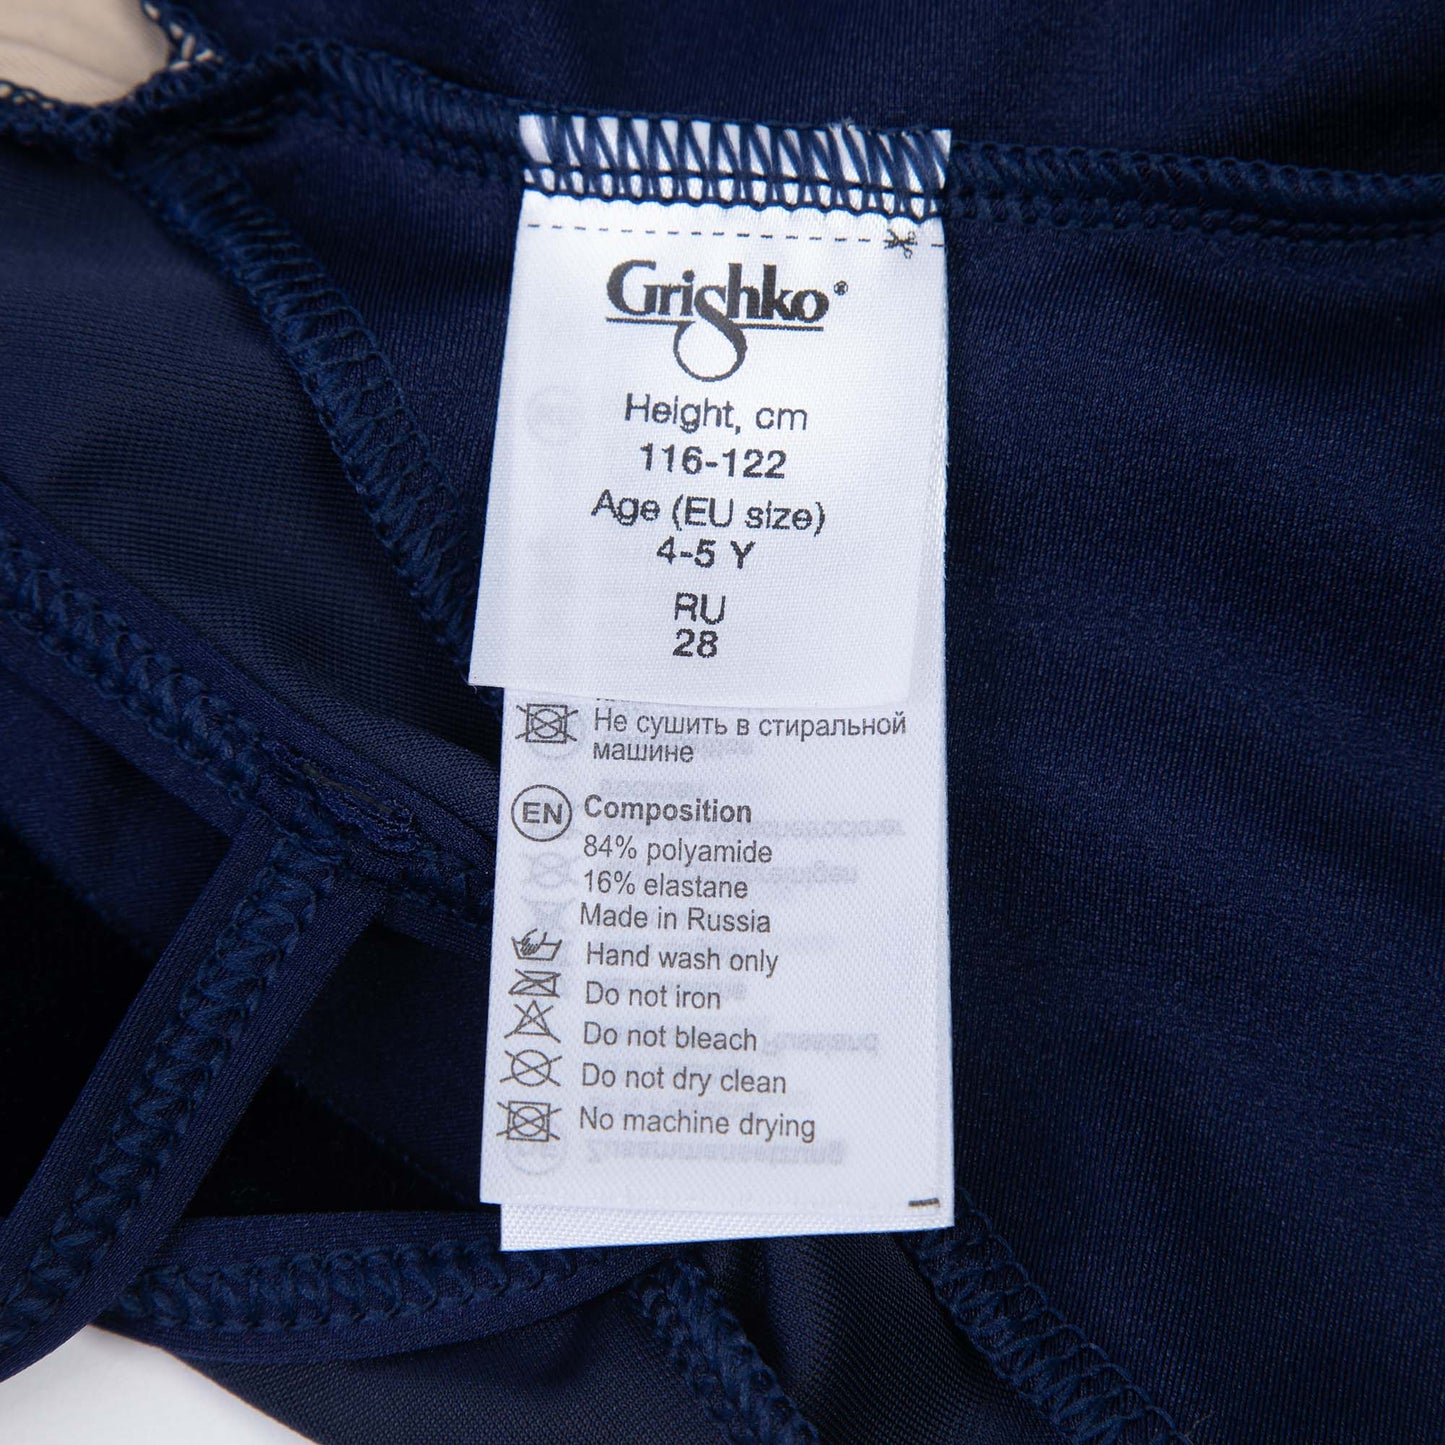 Grishko®
Height, cm
116-122
Age (EU size)
4-5 Y
RU
28
Не сушить в стиральной
машине
EN Composition
84% polyamide
16% elastane
Made in Russia
Hand wash only
Do not iron
Do not bleach
Do not dry clean
No machine drying